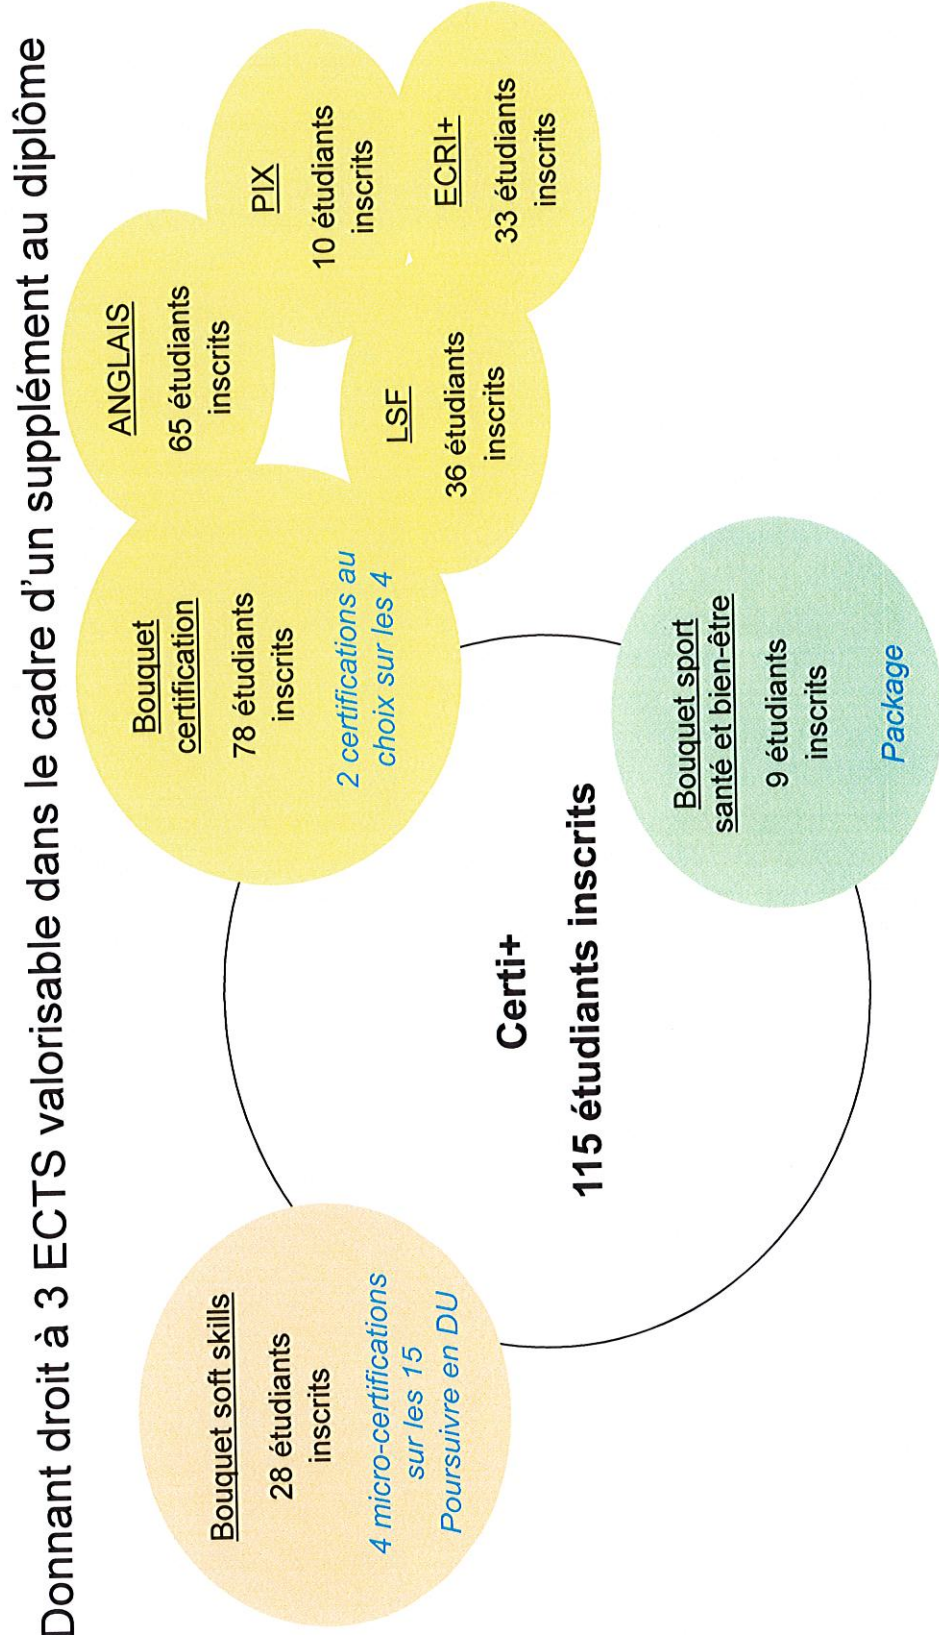 Donnant droit à 3 ECTS valorisable dans le cadre d'un supplément au diplôme
Bouquet soft skills
28 étudiants
inscrits
4 micro-certifications
sur les 15
Poursuivre en DU
Certi+
115 étudiants inscrits
Bouquet
certification
78 étudiants
inscrits
2 certifications au
choix sur les 4
ANGLAIS
65 étudiants
inscrits
PIX
10 étudiants
inscrits
LSF
36 étudiants
inscrits
ECRI+
33 étudiants
inscrits
Bouquet sport
santé et bien-être
9 étudiants
inscrits
Package